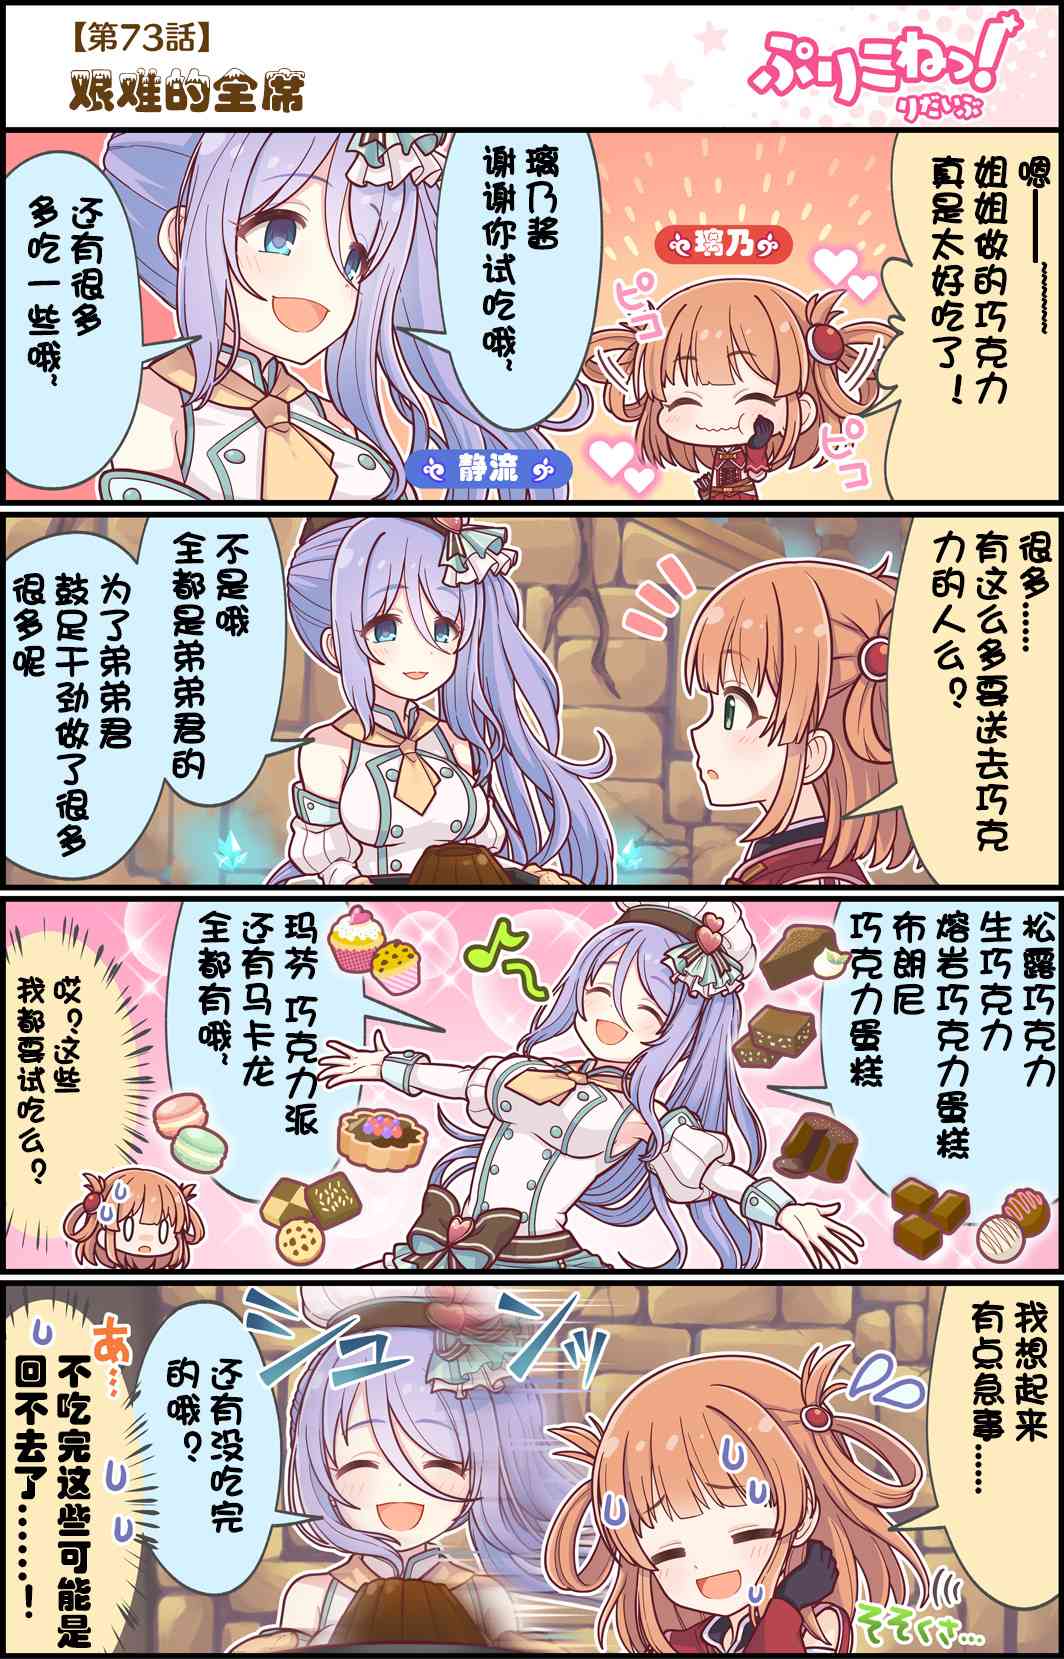 【第73話】
艰难的全席
ぷりこねっ!
りだいぶ
嗯——~~~~
姐姐做的巧克力
真是太好吃了！
璃乃
ピコ
ピコ
璃乃酱
谢谢你试吃哦~
还有很多
多吃一些哦~
静流
很多……
有这么多要送去巧克
力的人么？
不是哦
全都是弟弟君的
为了弟弟君
鼓足干劲做了很多
很多呢
松露巧克力
生巧克力
熔岩巧克力蛋糕
布朗尼
巧克力蛋糕
玛芬 巧克力派
还有马卡龙
全都有哦~
哎？这些
我都要试吃么？
我想起来
有点急事……
そそくさ…
シュンッ
还有没吃完
的哦？
あ…
不吃完这些可能是
回不去了………！